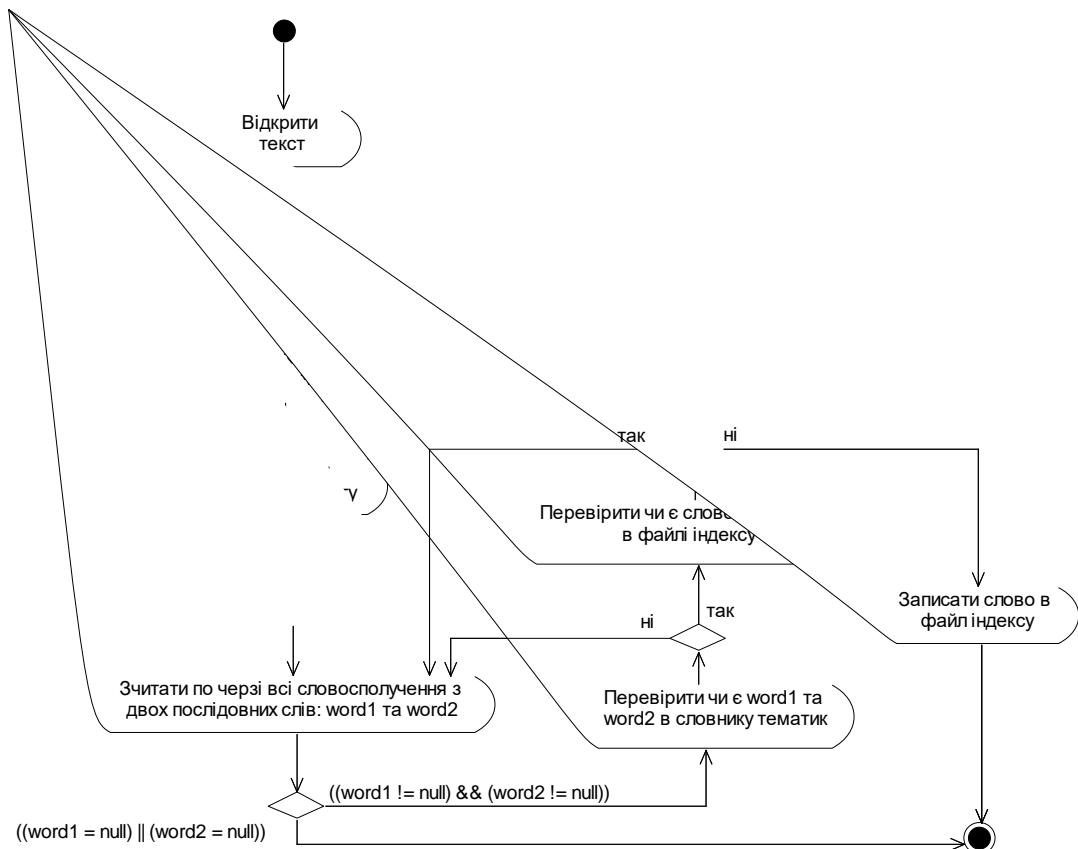 Відкрити
текст
так
ні
Перевірити чи є
в файлі індексу
Записати слово в
файл індексу
ні
так
Зчитати по черзі всі словосполучення з
двох послідовних слів: word1 та word2
Перевірити чи є word1 та
word2 в словнику тематик
((word1 != null) && (word2 != null))
((word1 = null) || (word2 = null))